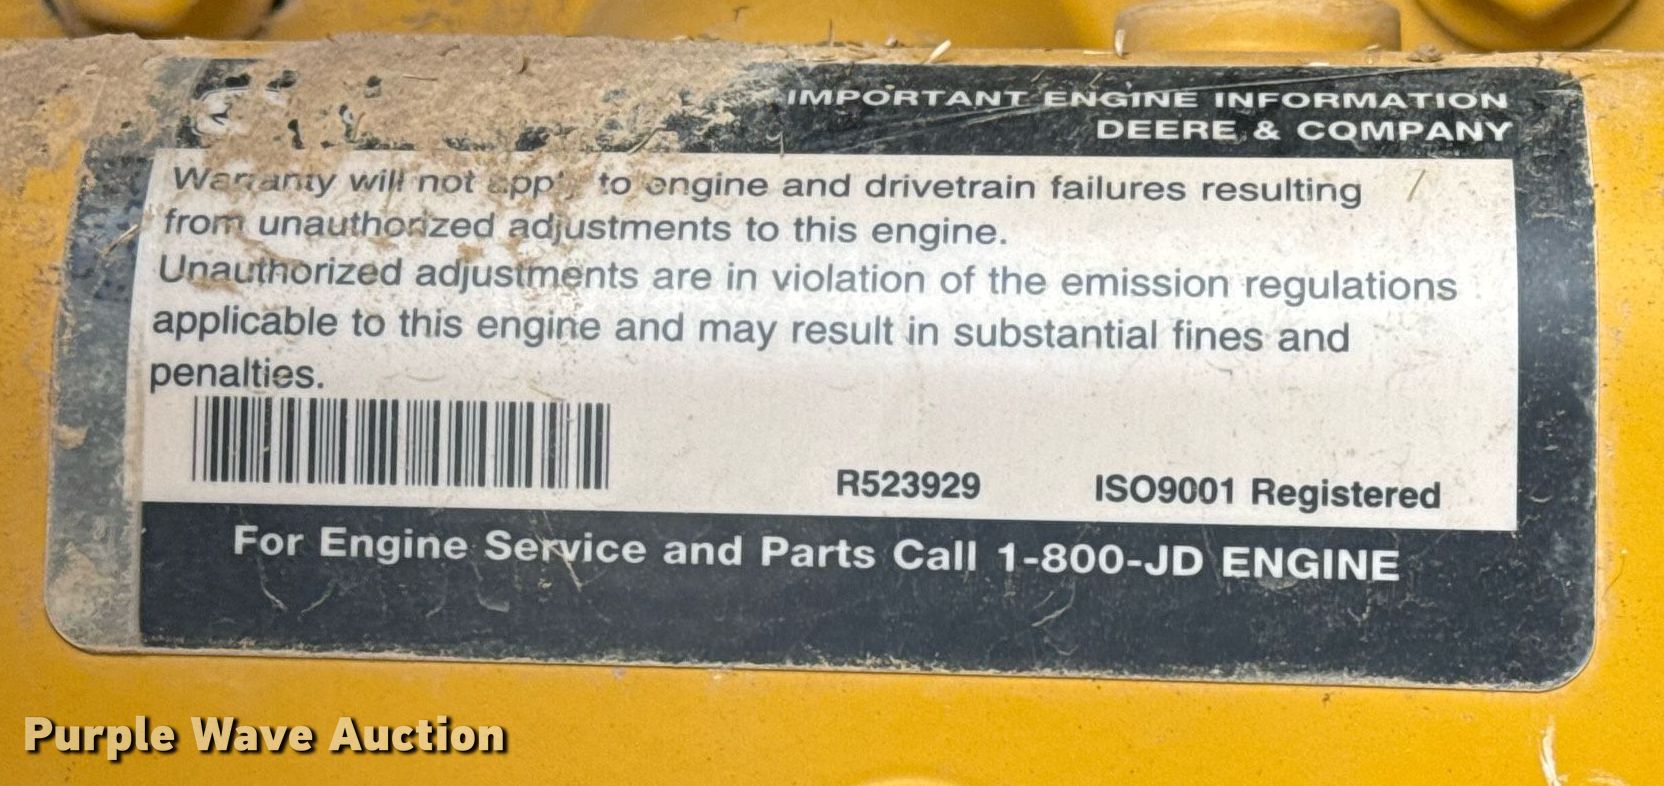 IMPORTANT ENGINE INFORMATION
DEERE & COMPANY
Warranty will not apply to engine and drivetrain failures resulting
from unauthorized adjustments to this engine.
Unauthorized adjustments are in violation of the emission regulations
applicable to this engine and may result in substantial fines and
penalties.
R523929 ISO9001 Registered
For Engine Service and Parts Call 1-800-JD ENGINE
Purple Wave Auction